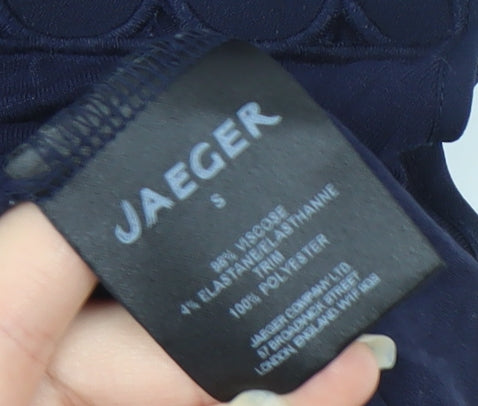 JAEGER
S
96% VISCOSE
4% ELASTANE/ELASTHANNE
TRIM
100% POLYESTER
JAEGER COMPANY LTD.
57 BROADWICK STREET
LONDON, ENGLAND W1F 9QS